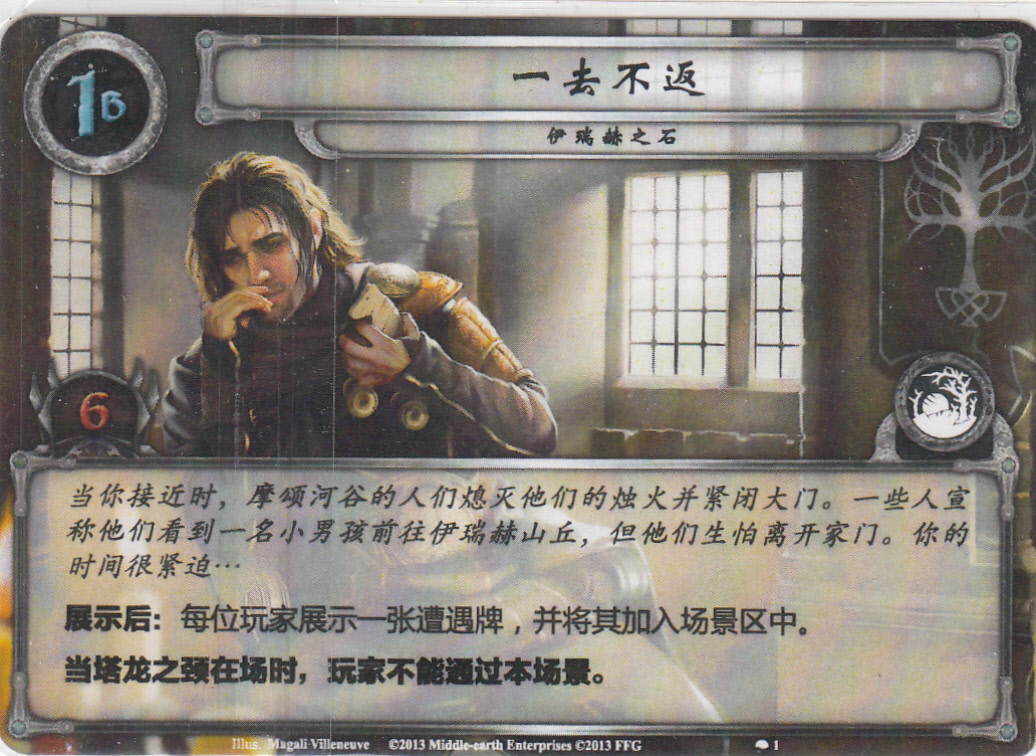 1B
一去不返
伊瑞赫之石
6
当你接近时，摩颂河谷的人们熄灭他们的烛火并紧闭大门。一些人宣
称他们看到一名小男孩前往伊瑞赫山丘，但他们生怕离开家门。你的
时间很紧迫…
展示后：每位玩家展示一张遭遇牌，并将其加入场景区中。
当塔龙之颈在场时，玩家不能通过本场景。
Illus. Magali Villeneuve ©2013 Middle-earth Enterprises ©2013 FFG 1